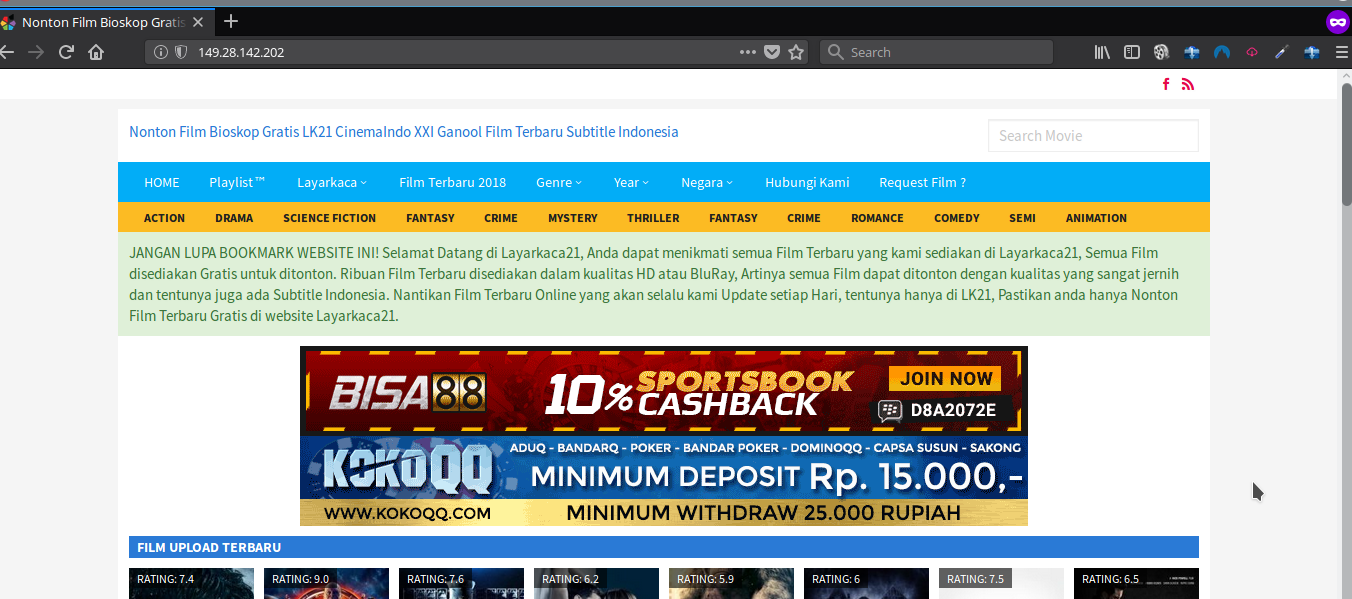 Nonton Film Bioskop Gratis
149.28.142.202
Search
Nonton Film Bioskop Gratis LK21 CinemaIndo XXI Ganool Film Terbaru Subtitle Indonesia
Search Movie
HOME Playlist™ Layarkaca Film Terbaru 2018 Genre Year Negara Hubungi Kami Request Film ?
ACTION DRAMA SCIENCE FICTION FANTASY CRIME MYSTERY THRILLER FANTASY CRIME ROMANCE COMEDY SEMI ANIMATION
JANGAN LUPA BOOKMARK WEBSITE INI! Selamat Datang di Layarkaca21, Anda dapat menikmati semua Film Terbaru yang kami sediakan di Layarkaca21, Semua Film
disediakan Gratis untuk ditonton. Ribuan Film Terbaru disediakan dalam kualitas HD atau BluRay, Artinya semua Film dapat ditonton dengan kualitas yang sangat jernih
dan tentunya juga ada Subtitle Indonesia. Nantikan Film Terbaru Online yang akan selalu kami Update setiap Hari, tentunya hanya di LK21, Pastikan anda hanya Nonton
Film Terbaru Gratis di website Layarkaca21.
BISA88
10% SPORTSBOOK
CASHBACK
JOIN NOW
D8A2072E
KOKOQQ
ADUQ - BANDARQ - POKER - BANDAR POKER - DOMINOQQ - CAPSA SUSUN - SAKONG
MINIMUM DEPOSIT Rp. 15.000,-
WWW.KOKOQQ.COM MINIMUM WITHDRAW 25.000 RUPIAH
FILM UPLOAD TERBARU
RATING: 7.4 RATING: 9.0 RATING: 7.6 RATING: 6.2 RATING: 5.9 RATING: 6 RATING: 7.5 RATING: 6.5